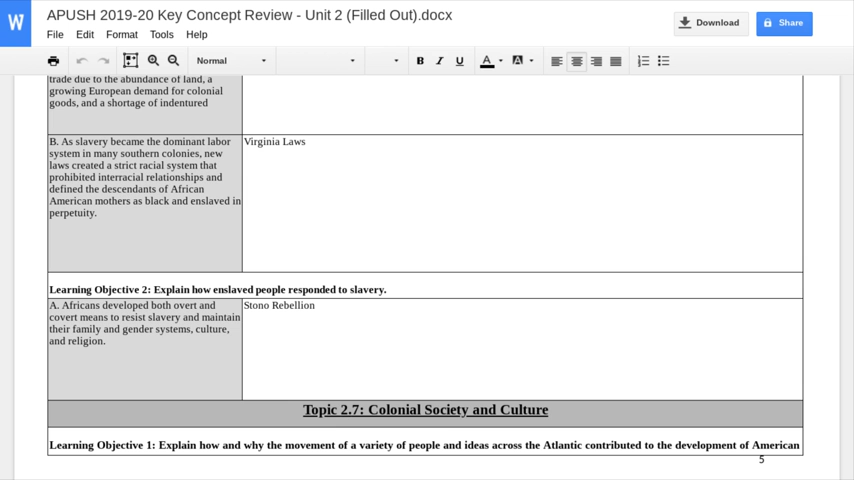 W
APUSH 2019-20 Key Concept Review - Unit 2 (Filled Out).docx
File Edit Format Tools Help
Download
Share
Normal
B I U A A
trade due to the abundance of land, a
growing European demand for colonial
goods, and a shortage of indentured
B. As slavery became the dominant labor
system in many southern colonies, new
laws created a strict racial system that
prohibited interracial relationships and
defined the descendants of African
American mothers as black and enslaved in
perpetuity.
Virginia Laws
Learning Objective 2: Explain how enslaved people responded to slavery.
A. Africans developed both overt and
covert means to resist slavery and maintain
their family and gender systems, culture,
and religion.
Stono Rebellion
Topic 2.7: Colonial Society and Culture
Learning Objective 1: Explain how and why the movement of a variety of people and ideas across the Atlantic contributed to the development of American
5